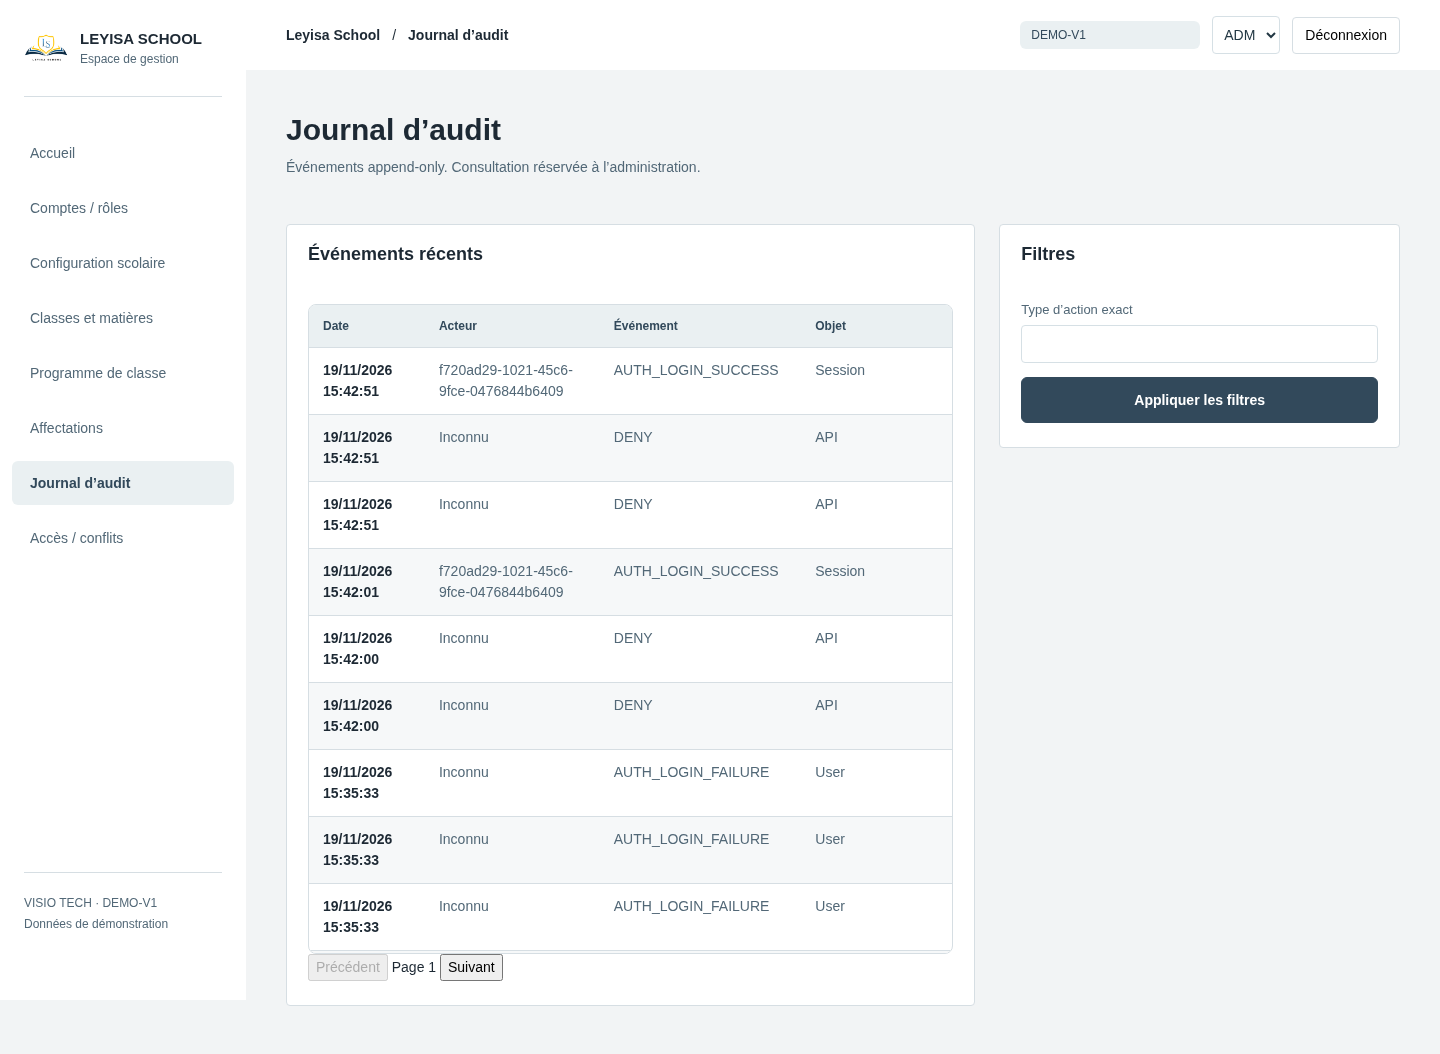 LEYISA SCHOOL
Espace de gestion
Accueil
Comptes / rôles
Configuration scolaire
Classes et matières
Programme de classe
Affectations
Journal d’audit
Accès / conflits
VISIO TECH · DEMO-V1
Données de démonstration
Leyisa School / Journal d’audit
DEMO-V1
ADM
Déconnexion
Journal d’audit
Événements append-only. Consultation réservée à l’administration.
Événements récents
Date Acteur Événement Objet
19/11/2026 f720ad29-1021-45c6- AUTH_LOGIN_SUCCESS Session
15:42:51 9fce-0476844b6409
19/11/2026 Inconnu DENY API
15:42:51
19/11/2026 Inconnu DENY API
15:42:51
19/11/2026 f720ad29-1021-45c6- AUTH_LOGIN_SUCCESS Session
15:42:01 9fce-0476844b6409
19/11/2026 Inconnu DENY API
15:42:00
19/11/2026 Inconnu DENY API
15:42:00
19/11/2026 Inconnu AUTH_LOGIN_FAILURE User
15:35:33
19/11/2026 Inconnu AUTH_LOGIN_FAILURE User
15:35:33
19/11/2026 Inconnu AUTH_LOGIN_FAILURE User
15:35:33
Précédent Page 1 Suivant
Filtres
Type d’action exact
Appliquer les filtres